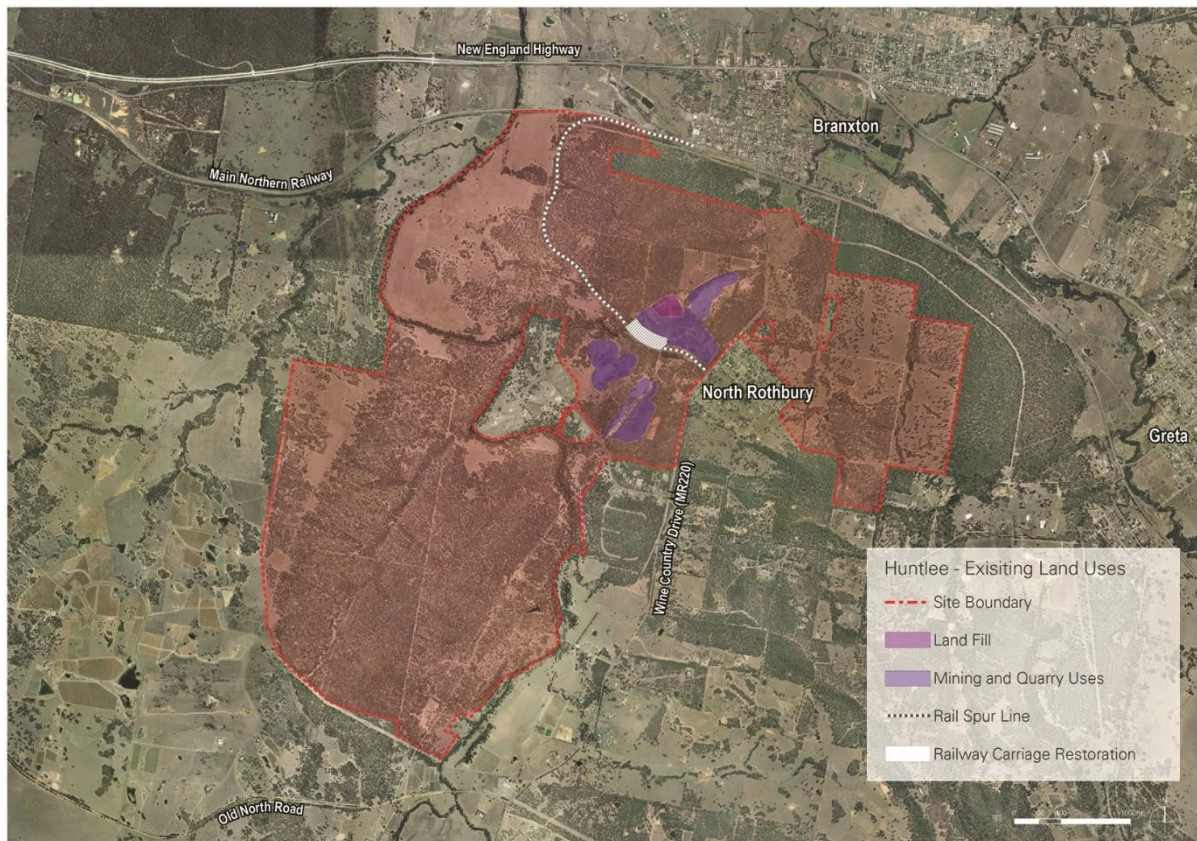 New England Highway
Branxton
Main Northern Railway
North Rothbury
Greta
Wine Country Drive (MR220)
Huntlee - Exisiting Land Uses
Site Boundary
Land Fill
Mining and Quarry Uses
Rail Spur Line
Railway Carriage Restoration
Old North Road